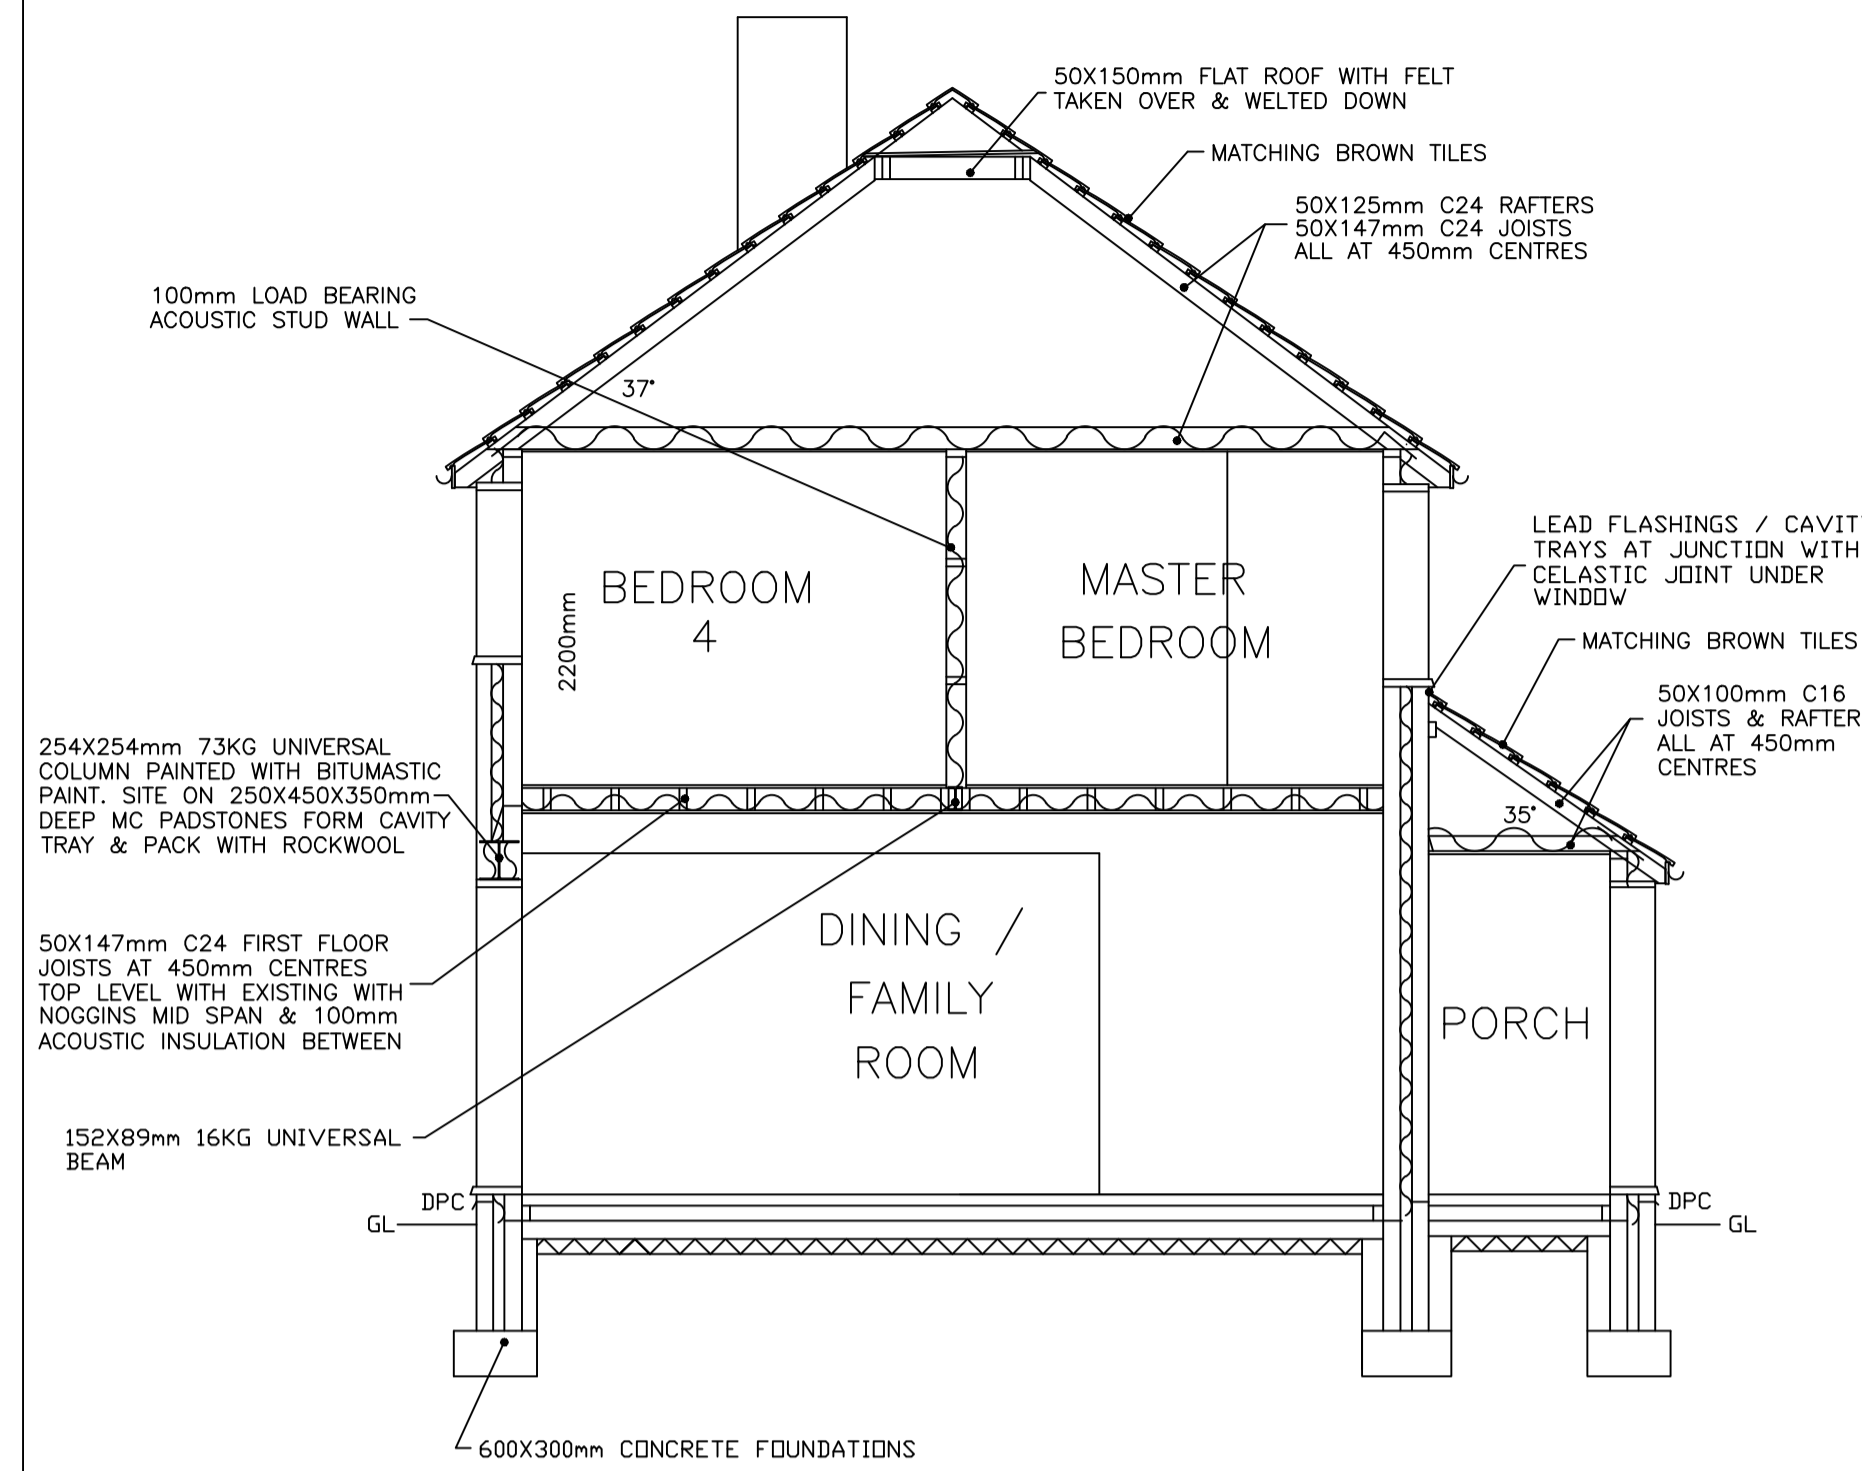 50X150mm FLAT ROOF WITH FELT
TAKEN OVER & WELTED DOWN
MATCHING BROWN TILES
50X125mm C24 RAFTERS
50X147mm C24 JOISTS
ALL AT 450mm CENTRES
100mm LOAD BEARING
ACOUSTIC STUD WALL
37°
LEAD FLASHINGS / CAVIT
TRAYS AT JUNCTION WITH
CELASTIC JOINT UNDER
WINDOW
BEDROOM
4
2200mm
MASTER
BEDROOM
MATCHING BROWN TILES
50X100mm C16
JOISTS & RAFTER
ALL AT 450mm
CENTRES
254X254mm 73KG UNIVERSAL
COLUMN PAINTED WITH BITUMASTIC
PAINT. SITE ON 250X450X350mm
DEEP MC PADSTONES FORM CAVITY
TRAY & PACK WITH ROCKWOOL
35°
50X147mm C24 FIRST FLOOR
JOISTS AT 450mm CENTRES
TOP LEVEL WITH EXISTING WITH
NOGGINS MID SPAN & 100mm
ACOUSTIC INSULATION BETWEEN
DINING /
FAMILY
ROOM
PORCH
152X89mm 16KG UNIVERSAL
BEAM
DPC
GL
DPC
GL
600X300mm CONCRETE FOUNDATIONS